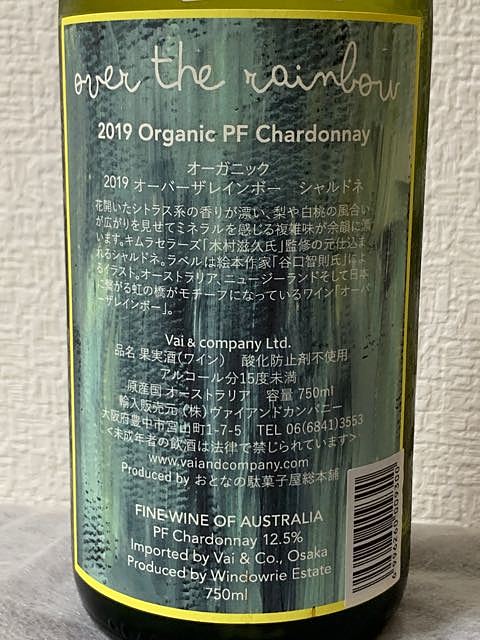 over the rainbow
2019 Organic PF Chardonnay
オーガニック
2019 オーバーザレインボー シャルドネ
花開いたシトラス系の香りが漂い、梨や白桃の風合い
が広がりを見せてミネラルを感じる複雑味が余韻に漂
います。キムラセラーズ「木村滋久氏」監修の元仕込ま
れるシャルドネ。ラベルは絵本作家「谷口智則氏」によ
るイラスト。オーストラリア、ニュージーランドそして日本
に繋がる虹の橋がモチーフになっているワイン「オーバ
ーザレインボー」。
Vai & company Ltd.
品名 果実酒(ワイン) 酸化防止剤不使用
アルコール分15度未満
原産国 オーストラリア 容量 750ml
輸入販売元 (株)ヴァイアンドカンパニー
大阪府豊中市宮山町1-7-5 TEL 06(6841)3553
<未成年者の飲酒は法律で禁じられています>
www.vaiandcompany.com
Produced by おとなの駄菓子屋総本舗
FINE WINE OF AUSTRALIA
PF Chardonnay 12.5%
Imported by Vai & Co., Osaka
Produced by Windowrie Estate
750ml
6 996260 009300